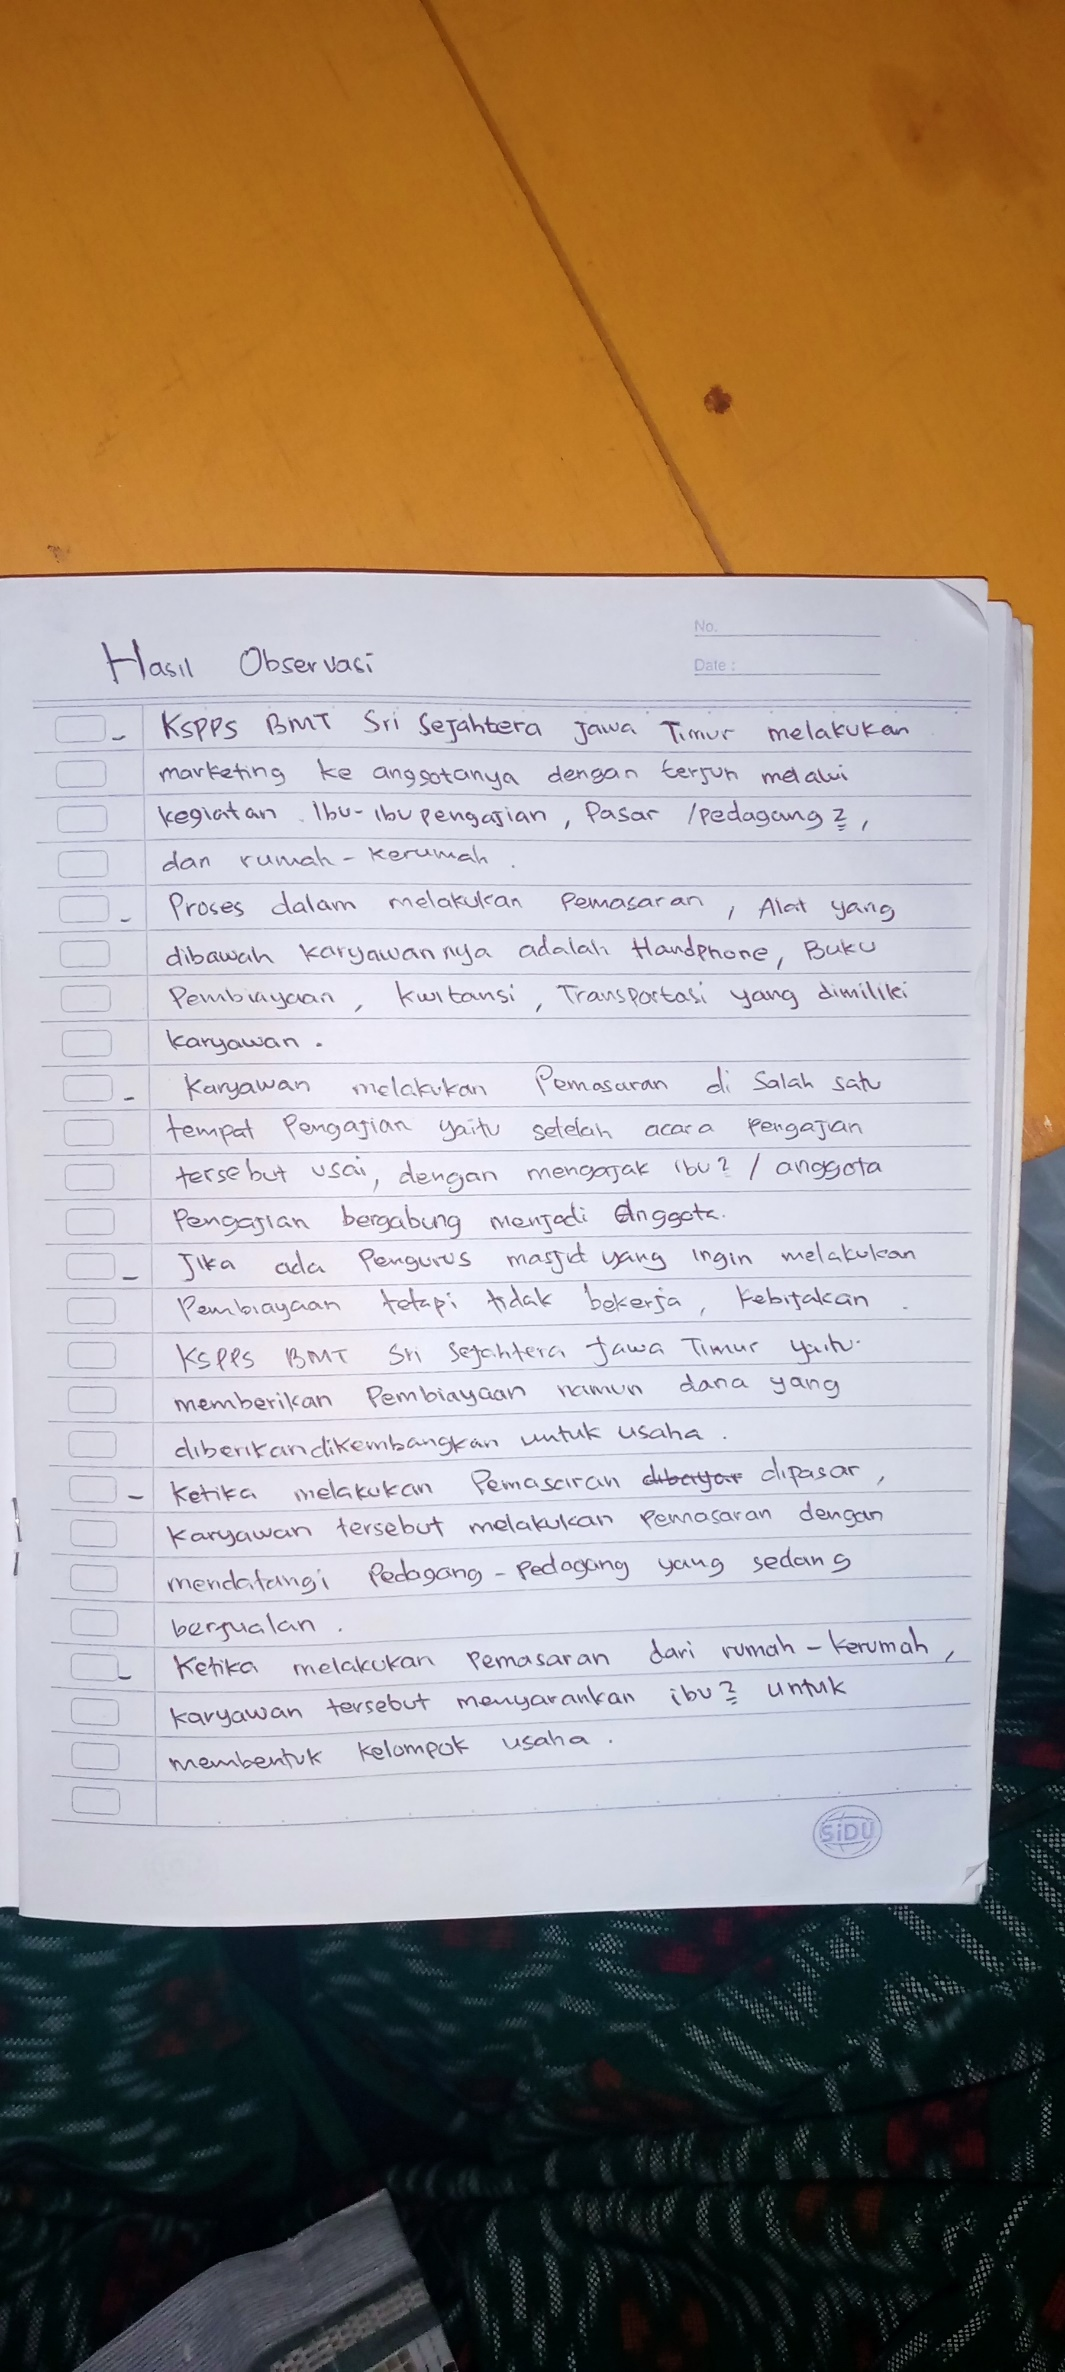 No.
Date :
Hasil Observasi
- KSPPS BMT Sri Sejahtera Jawa Timur melakukan
marketing ke anggotanya dengan terjun melalui
kegiatan Ibu-ibu pengajian, Pasar /pedagang2,
dan rumah-kerumah.
- Proses dalam melakukan Pemasaran, Alat yang
dibawah karyawannya adalah Handphone, Buku
Pembiayaan, kwitansi, Transportasi yang dimiliki
karyawan.
- Karyawan melakukan Pemasaran di Salah satu
tempat Pengajian yaitu setelah acara pengajian
tersebut usai, dengan mengajak ibu2 / anggota
Pengajian bergabung menjadi Anggota.
- Jika ada Pengurus masjid yang ingin melakukan
Pembiayaan tetapi tidak bekerja, Kebijakan
KSPPS BMT Sri Sejahtera Jawa Timur yaitu
memberikan Pembiayaan namun dana yang
diberikan dikembangkan untuk usaha.
- Ketika melakukan Pemasaran dibayar dipasar,
Karyawan tersebut melakukan pemasaran dengan
mendatangi Pedagang-Pedagang yang sedang
berjualan.
- Ketika melakukan Pemasaran dari rumah-kerumah,
karyawan tersebut menyarankan ibu2 untuk
membentuk kelompok usaha.
SiDU